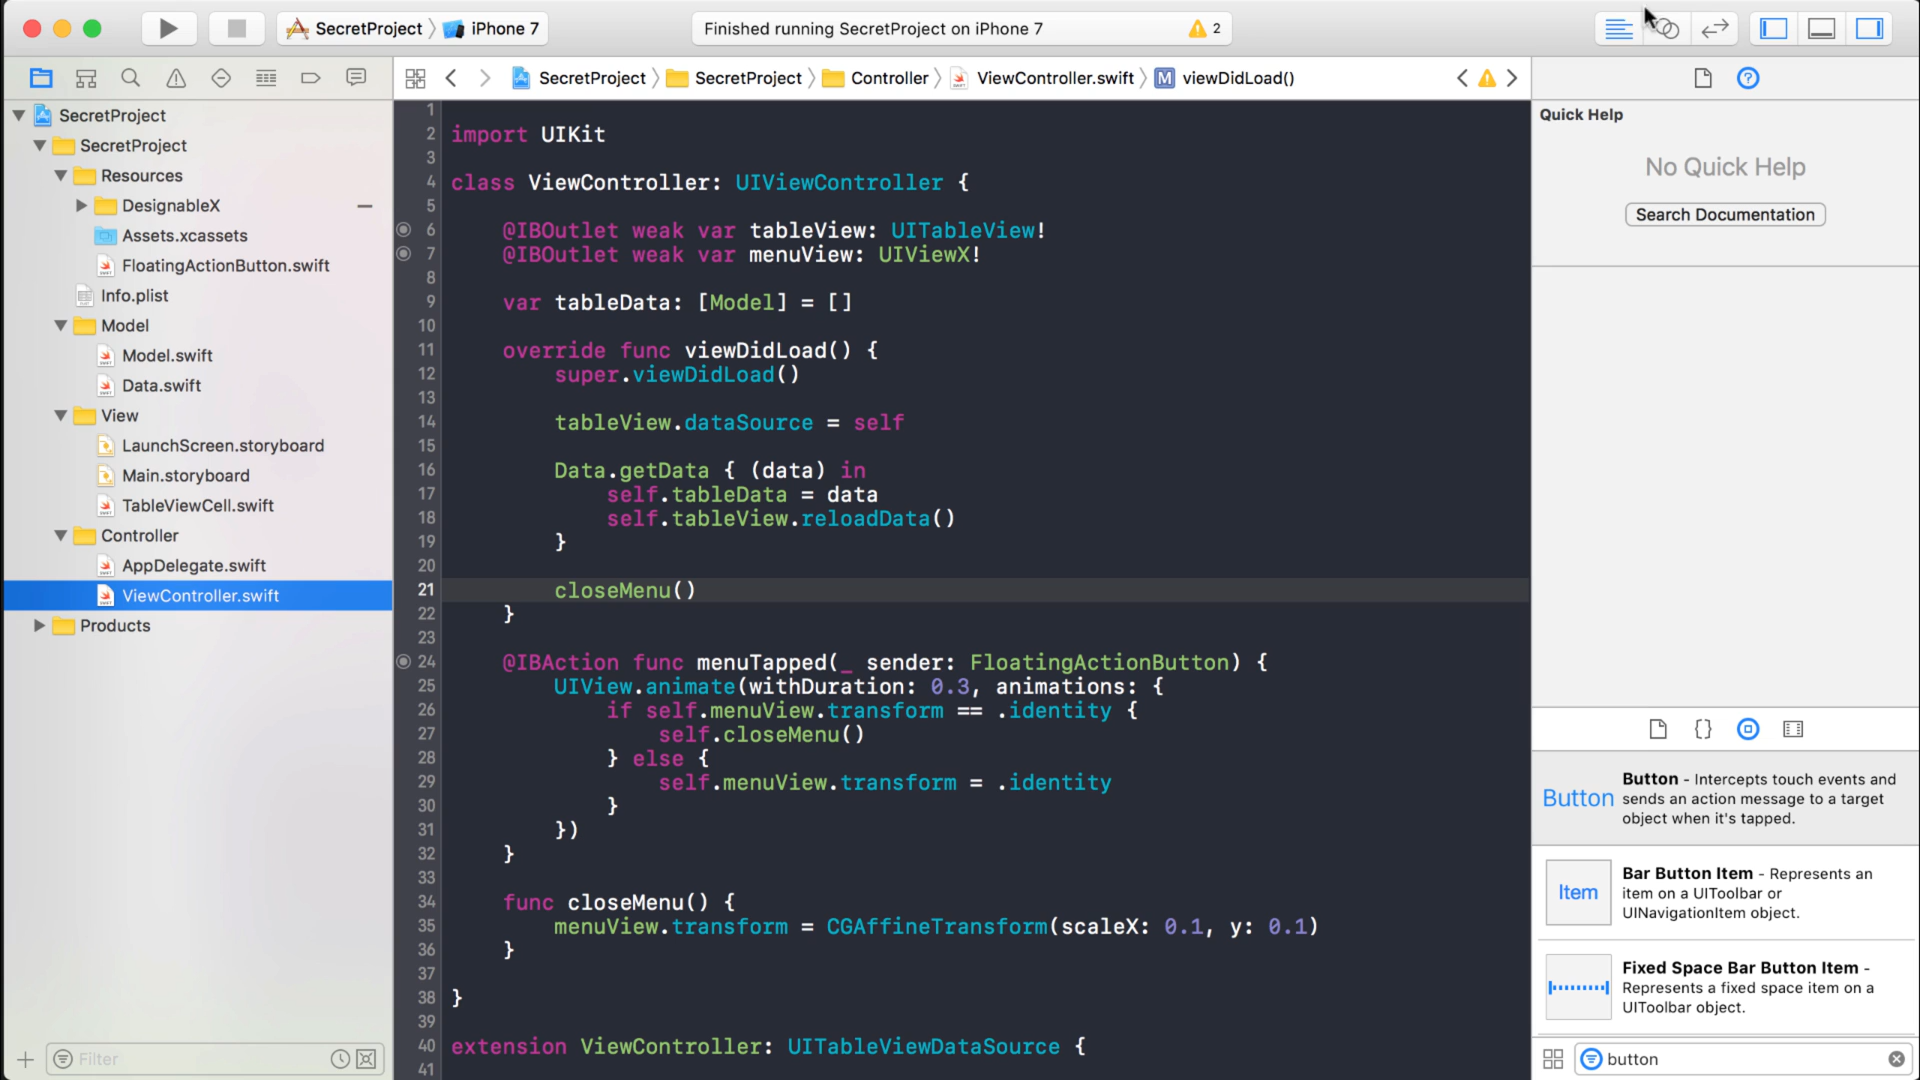 SecretProject iPhone 7
Finished running SecretProject on iPhone 7
2
SecretProject SecretProject Controller ViewController.swift M viewDidLoad()
SecretProject
SecretProject
Resources
DesignableX
Assets.xcassets
FloatingActionButton.swift
Info.plist
Model
Model.swift
Data.swift
View
LaunchScreen.storyboard
Main.storyboard
TableViewCell.swift
Controller
AppDelegate.swift
ViewController.swift
Products
Filter
1
2 import UIKit
3
4 class ViewController: UIViewController {
5
6 @IBOutlet weak var tableView: UITableView!
7 @IBOutlet weak var menuView: UIViewX!
8
9 var tableData: [Model] = []
10
11 override func viewDidLoad() {
12 super.viewDidLoad()
13
14 tableView.dataSource = self
15
16 Data.getData { (data) in
17 self.tableData = data
18 self.tableView.reloadData()
19 }
20
21 closeMenu()
22 }
23
24 @IBAction func menuTapped(_ sender: FloatingActionButton) {
25 UIView.animate(withDuration: 0.3, animations: {
26 if self.menuView.transform == .identity {
27 self.closeMenu()
28 } else {
29 self.menuView.transform = .identity
30 }
31 })
32 }
33
34 func closeMenu() {
35 menuView.transform = CGAffineTransform(scaleX: 0.1, y: 0.1)
36 }
37
38 }
39
40 extension ViewController: UITableViewDataSource {
41
Quick Help
No Quick Help
Search Documentation
{}
Button
Button - Intercepts touch events and
sends an action message to a target
object when it's tapped.
Item
Bar Button Item - Represents an
item on a UIToolbar or
UINavigationItem object.
Fixed Space Bar Button Item -
Represents a fixed space item on a
UIToolbar object.
button